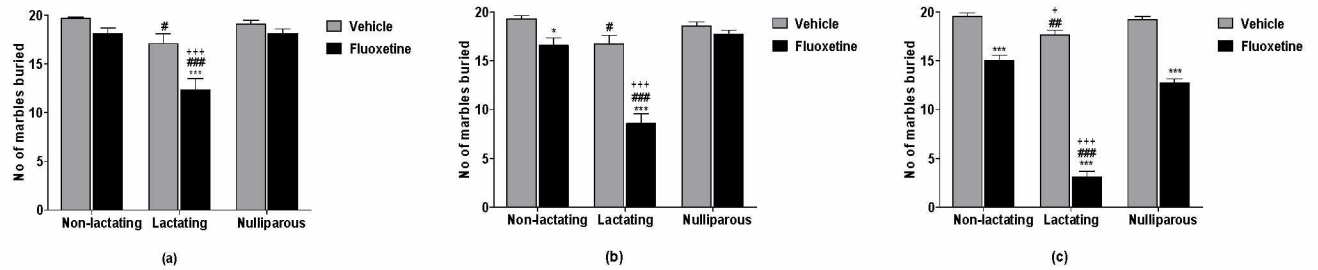 No of marbles buried
20
15
10
5
0
#
+++
###
***
Vehicle
Fluoxetine
Non-lactating Lactating Nulliparous
(a)
No of marbles buried
20
15
10
5
0
*
#
+++
###
***
Vehicle
Fluoxetine
Non-lactating Lactating Nulliparous
(b)
No of marbles buried
20
15
10
5
0
***
+
##
+++
###
***
***
Vehicle
Fluoxetine
Non-lactating Lactating Nulliparous
(c)